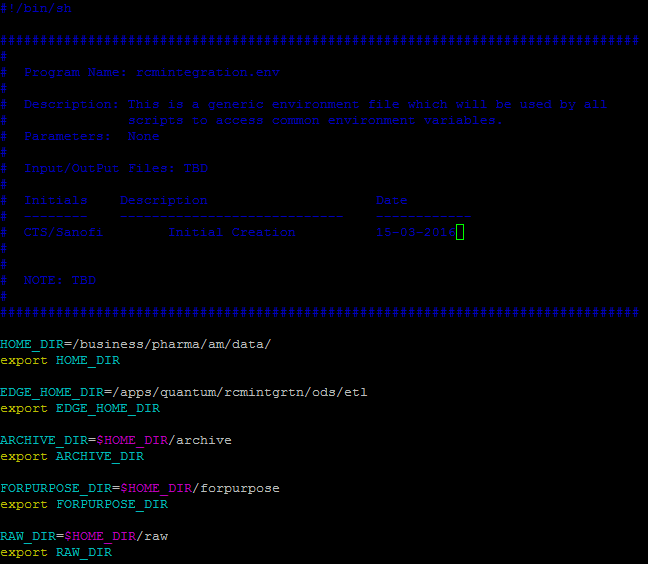 #!/bin/sh
################################################################################
#
#  Program Name: rcmintegration.env
#
#  Description: This is a generic environment file which will be used by all
#               scripts to access common environment variables.
#  Parameters:  None
#
#  Input/OutPut Files: TBD
#
#  Initials    Description                     Date
#  --------    ----------------------------    ------------
#  CTS/Sanofi        Initial Creation          15-03-2016
#
#
#  NOTE: TBD
#
################################################################################
HOME_DIR=/business/pharma/am/data/
export HOME_DIR
EDGE_HOME_DIR=/apps/quantum/rcmintgrtn/ods/etl
export EDGE_HOME_DIR
ARCHIVE_DIR=$HOME_DIR/archive
export ARCHIVE_DIR
FORPURPOSE_DIR=$HOME_DIR/forpurpose
export FORPURPOSE_DIR
RAW_DIR=$HOME_DIR/raw
export RAW_DIR